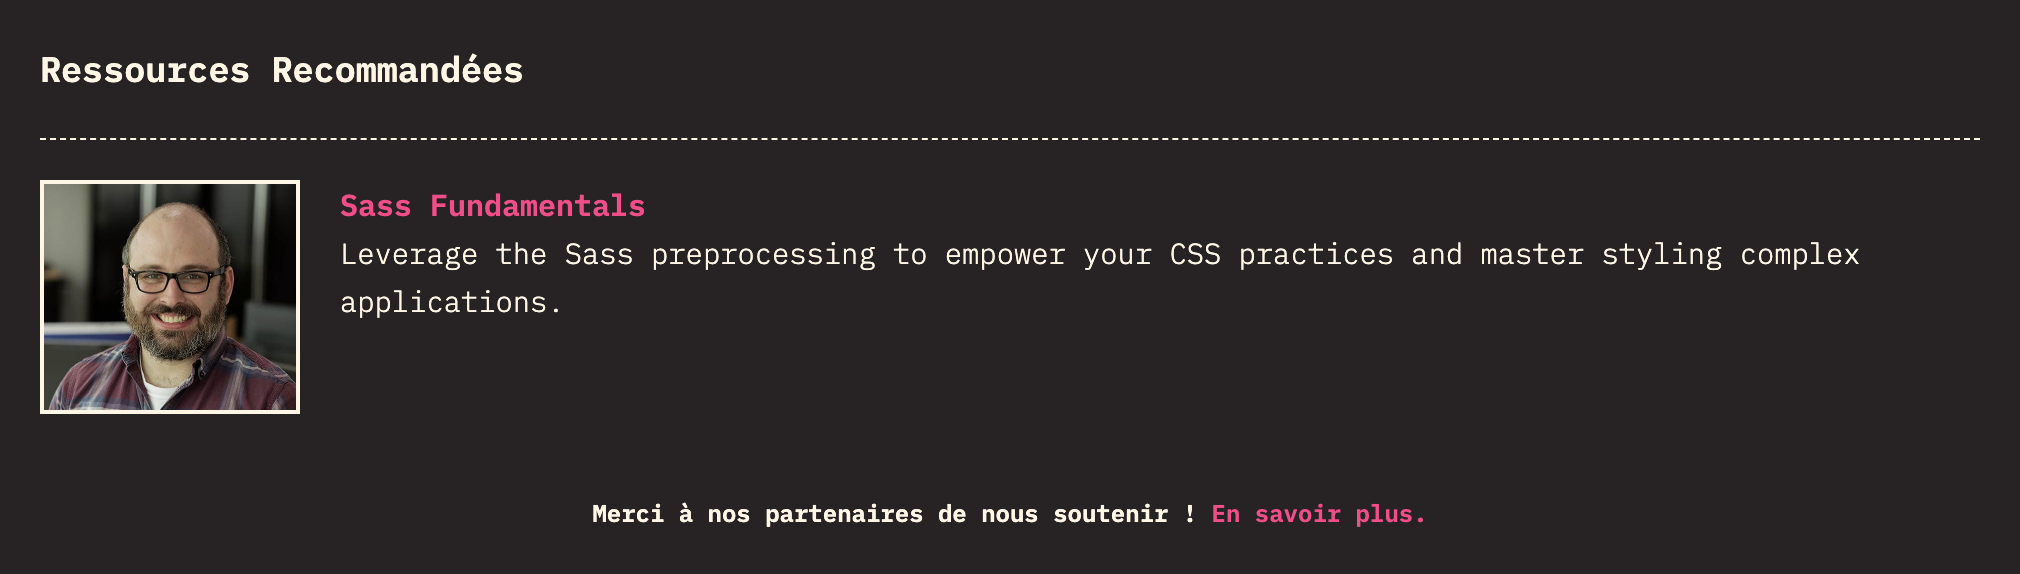 Ressources Recommandées
Sass Fundamentals
Leverage the Sass preprocessing to empower your CSS practices and master styling complex
applications.
Merci à nos partenaires de nous soutenir ! En savoir plus.